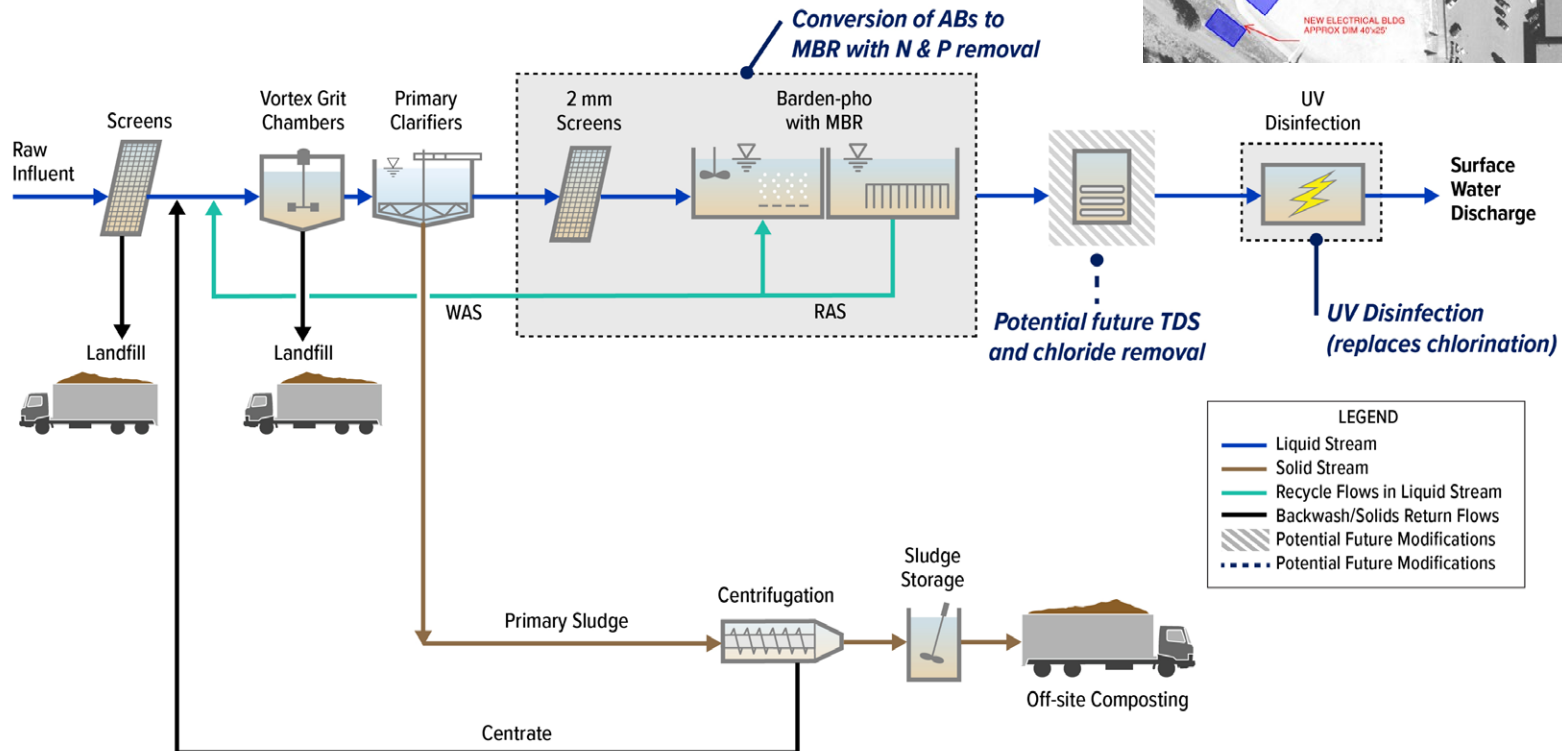 Conversion of ABs to
MBR with N & P removal
NEW ELECTRICAL BLDG
APPROX DIM 40'x25'
Raw
Influent
Screens
Vortex Grit
Chambers
Primary
Clarifiers
2 mm
Screens
Barden-pho
with MBR
UV
Disinfection
Surface
Water
Discharge
WAS
RAS
Landfill
Landfill
Potential future TDS
and chloride removal
UV Disinfection
(replaces chlorination)
LEGEND
Liquid Stream
Solid Stream
Recycle Flows in Liquid Stream
Backwash/Solids Return Flows
Potential Future Modifications
Potential Future Modifications
Primary Sludge
Centrifugation
Sludge
Storage
Off-site Composting
Centrate